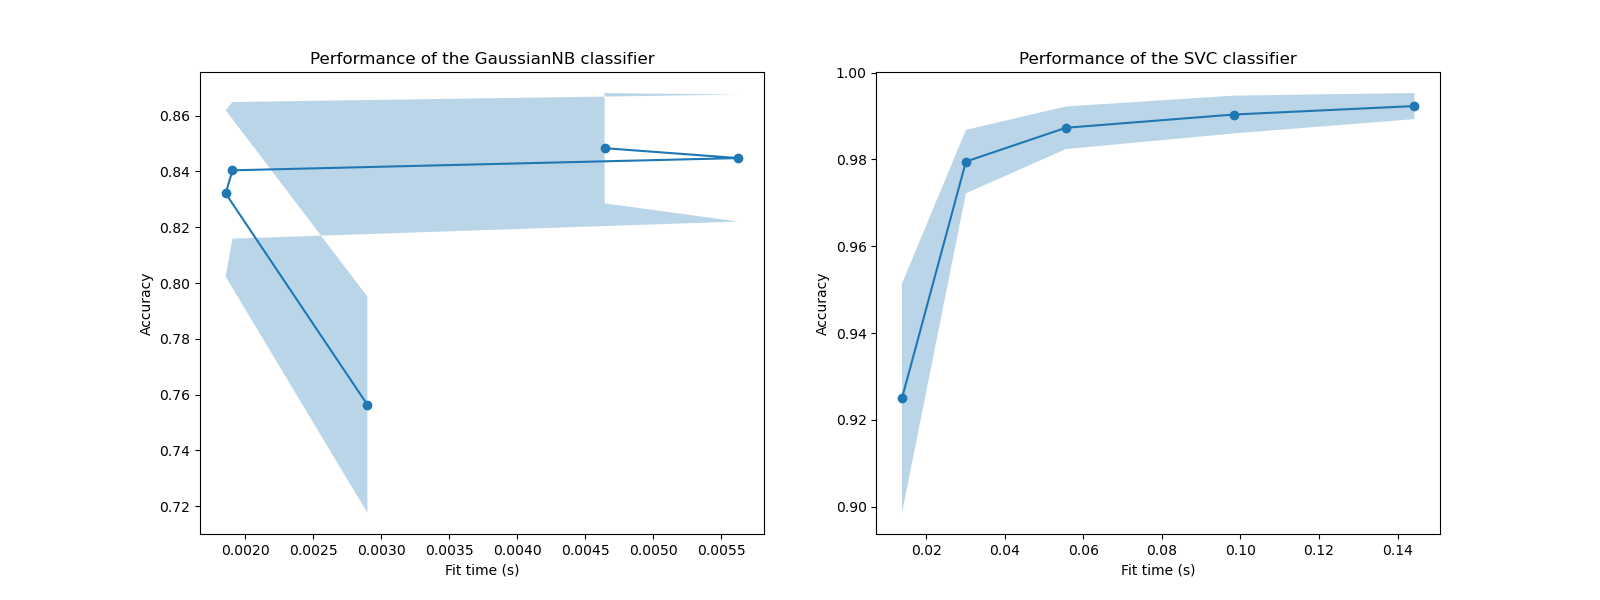 Performance of the GaussianNB classifier
0.86
0.84
0.82
0.80
0.78
0.76
0.74
0.72
Accuracy
0.0020 0.0025 0.0030 0.0035 0.0040 0.0045 0.0050 0.0055
Fit time (s)
Performance of the SVC classifier
1.00
0.98
0.96
0.94
0.92
0.90
Accuracy
0.02 0.04 0.06 0.08 0.10 0.12 0.14
Fit time (s)